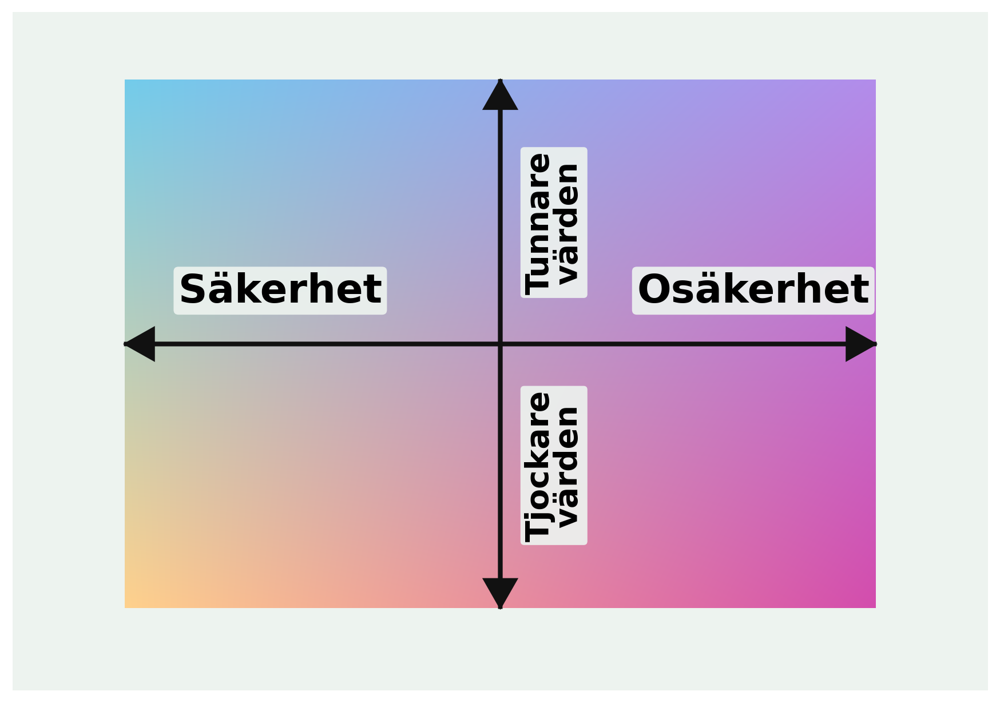 Tunnare
värden
Säkerhet
Osäkerhet
Tjockare
värden